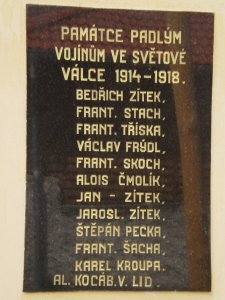 PAMÁTCE PADLÝM
VOJÍNŮM VE SVĚTOVÉ
VÁLCE 1914-1918.
BEDŘICH ZÍTEK,
FRANT. STACH,
FRANT. TŘÍSKA,
VÁCLAV FRÝDL,
FRANT. SKOCH,
ALOIS ČMOLÍK,
JAN - ZÍTEK,
JAROSL. ZÍTEK,
ŠTĚPÁN PECKA,
FRANT. ŠACHA,
KAREL KROUPA.
AL. KOCÁB. V. LID